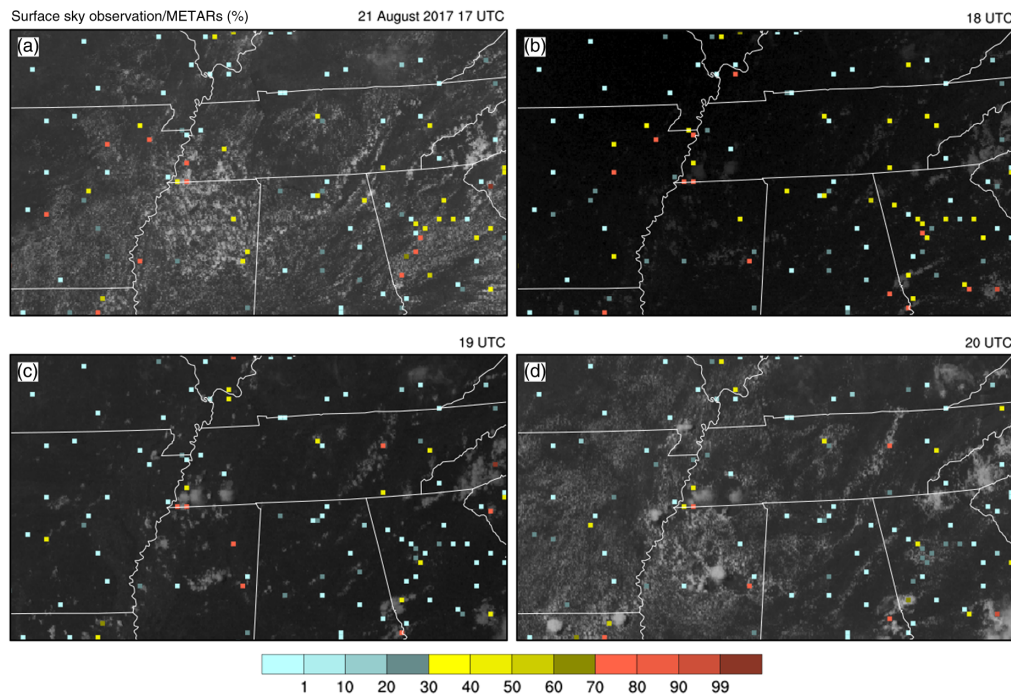 Surface sky observation/METARs (%) 21 August 2017 17 UTC
18 UTC
(a)
(b)
19 UTC
20 UTC
(c)
(d)
1 10 20 30 40 50 60 70 80 90 99